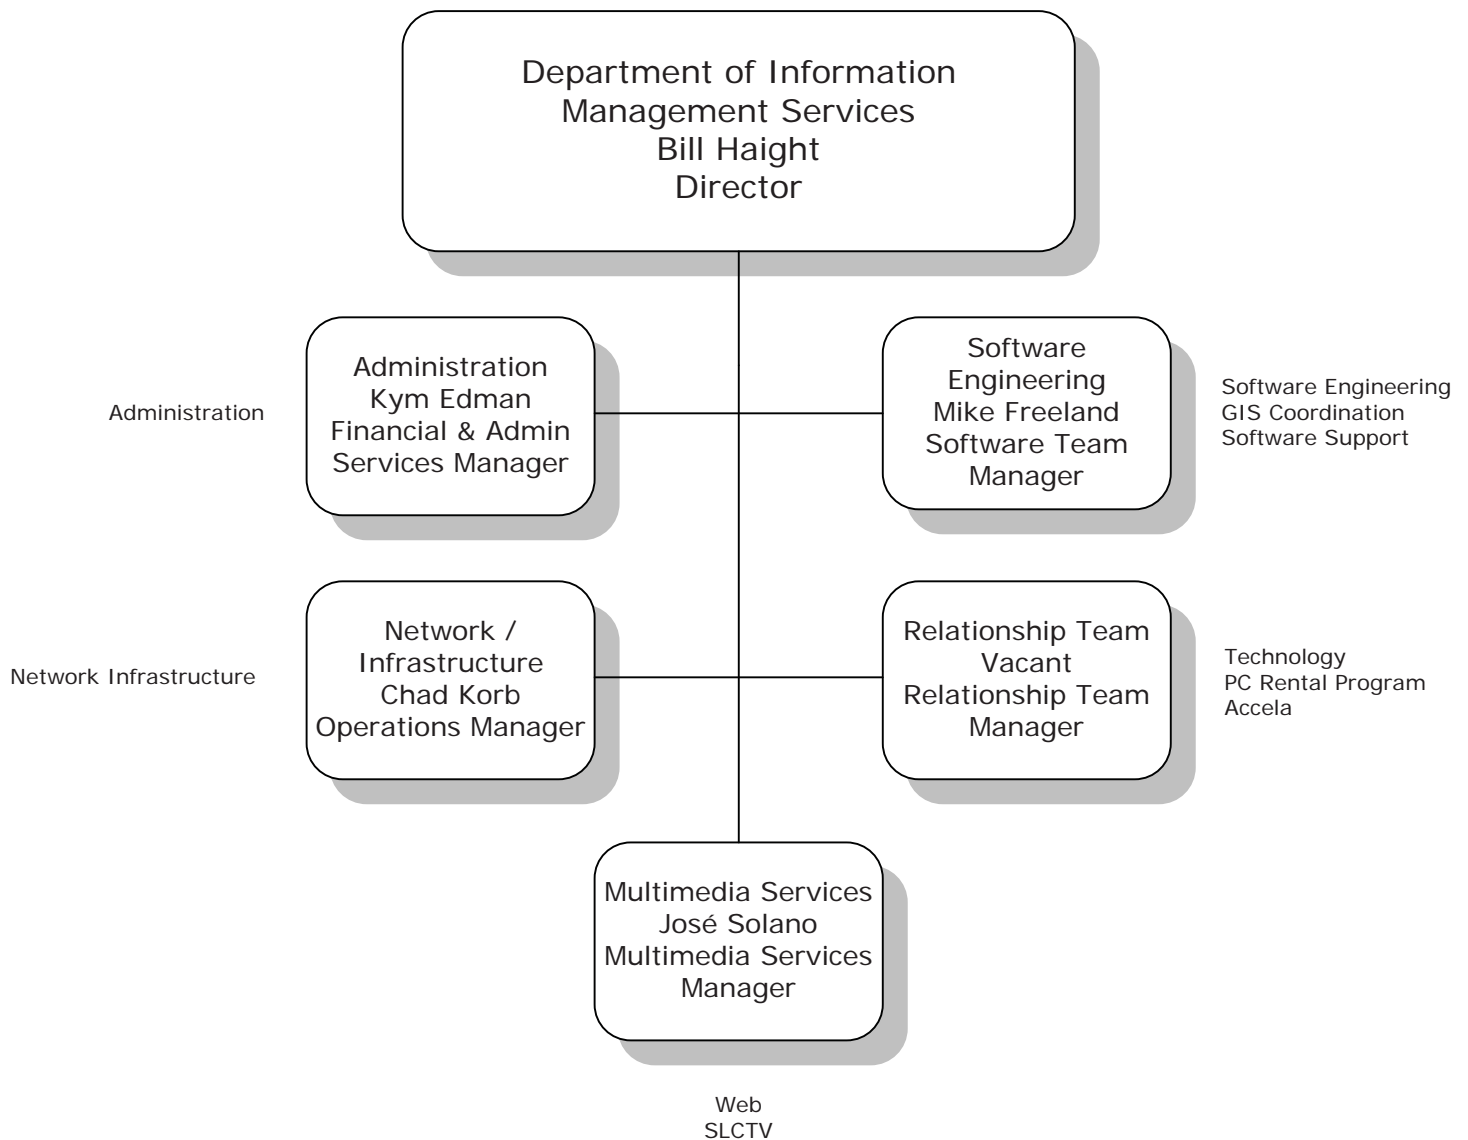 Department of Information
Management Services
Bill Haight
Director
Administration
Administration
Kym Edman
Financial & Admin
Services Manager
Software
Engineering
Mike Freeland
Software Team
Manager
Software Engineering
GIS Coordination
Software Support
Network Infrastructure
Network /
Infrastructure
Chad Korb
Operations Manager
Relationship Team
Vacant
Relationship Team
Manager
Technology
PC Rental Program
Accela
Multimedia Services
José Solano
Multimedia Services
Manager
Web
SLCTV